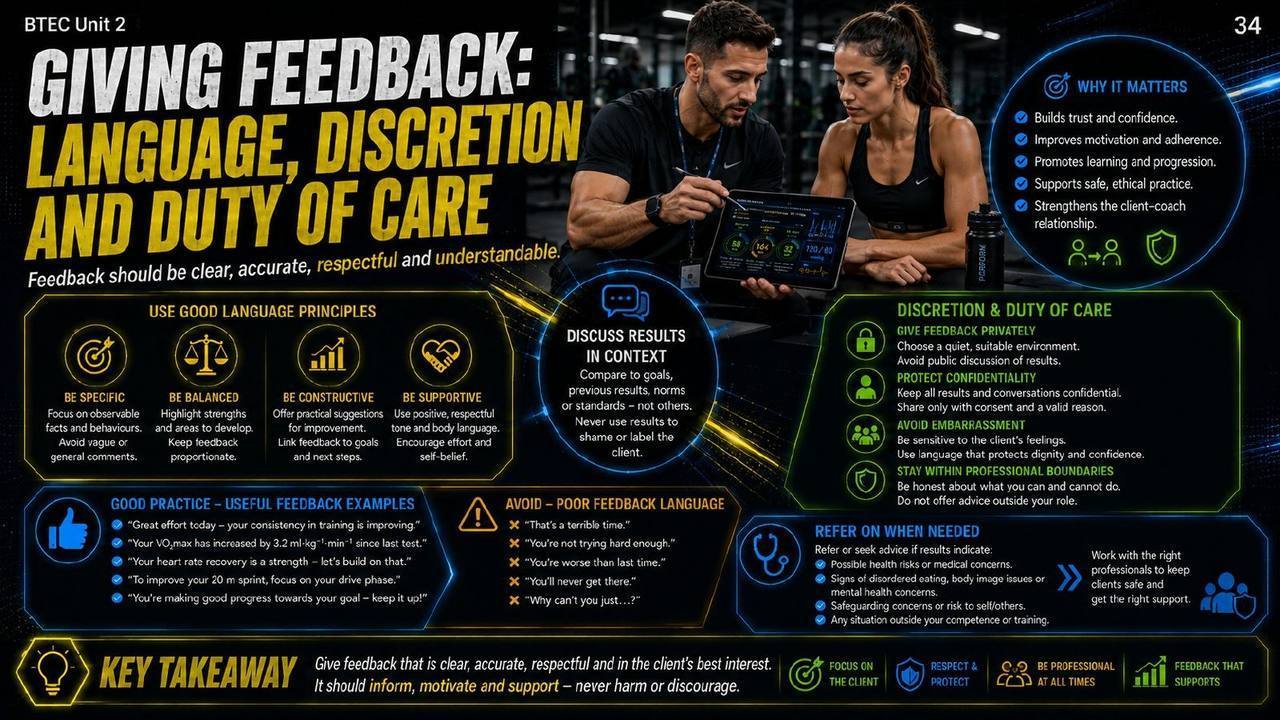 BTEC Unit 2
34
GIVING FEEDBACK:
LANGUAGE, DISCRETION
AND DUTY OF CARE
Feedback should be clear, accurate, respectful and understandable.
WHY IT MATTERS
Builds trust and confidence.
Improves motivation and adherence.
Promotes learning and progression.
Supports safe, ethical practice.
Strengthens the client–coach
relationship.
120 / 80
PERFORM
USE GOOD LANGUAGE PRINCIPLES
BE SPECIFIC
Focus on observable
facts and behaviours.
Avoid vague or
general comments.
BE BALANCED
Highlight strengths
and areas to develop.
Keep feedback
proportionate.
BE CONSTRUCTIVE
Offer practical suggestions
for improvement.
Link feedback to goals
and next steps.
BE SUPPORTIVE
Use positive, respectful
tone and body language.
Encourage effort and
self-belief.
DISCUSS RESULTS
IN CONTEXT
Compare to goals,
previous results, norms
or standards – not others.
Never use results to
shame or label the
client.
DISCRETION & DUTY OF CARE
GIVE FEEDBACK PRIVATELY
Choose a quiet, suitable environment.
Avoid public discussion of results.
PROTECT CONFIDENTIALITY
Keep all results and conversations confidential.
Share only with consent and a valid reason.
AVOID EMBARRASSMENT
Be sensitive to the client's feelings.
Use language that protects dignity and confidence.
STAY WITHIN PROFESSIONAL BOUNDARIES
Be honest about what you can and cannot do.
Do not offer advice outside your role.
GOOD PRACTICE – USEFUL FEEDBACK EXAMPLES
"Great effort today – your consistency in training is improving."
"Your VO₂max has increased by 3.2 ml·kg⁻¹·min⁻¹ since last test."
"Your heart rate recovery is a strength – let's build on that."
"To improve your 20 m sprint, focus on your drive phase."
"You're making good progress towards your goal – keep it up!"
AVOID – POOR FEEDBACK LANGUAGE
"That's a terrible time."
"You're not trying hard enough."
"You're worse than last time."
"You'll never get there."
"Why can't you just...?"
REFER ON WHEN NEEDED
Refer or seek advice if results indicate:
Possible health risks or medical concerns.
Signs of disordered eating, body image issues or
mental health concerns.
Safeguarding concerns or risk to self/others.
Any situation outside your competence or training.
Work with the right
professionals to keep
clients safe and
get the right support.
KEY TAKEAWAY
Give feedback that is clear, accurate, respectful and in the client's best interest.
It should inform, motivate and support – never harm or discourage.
FOCUS ON
THE CLIENT
RESPECT &
PROTECT
BE PROFESSIONAL
AT ALL TIMES
FEEDBACK THAT
SUPPORTS